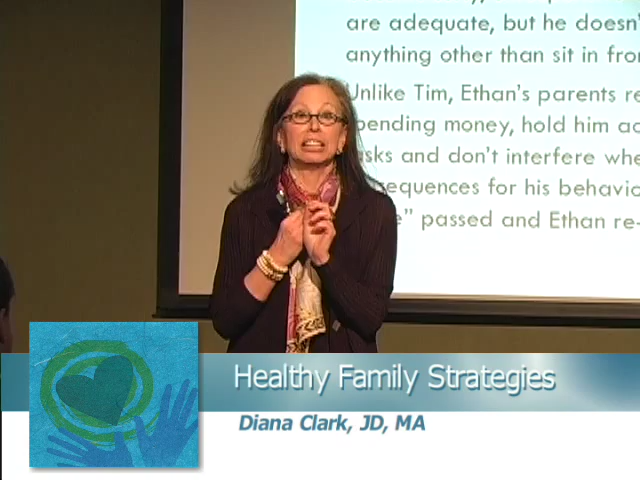 are adequate, but he doesn'
anything other than sit in fro
Unlike Tim, Ethan's parents re
pending money, hold him
asks and don't interfere whe
equences for his behavio
passed and Ethan re-
Healthy Family Strategies
Diana Clark, JD, MA